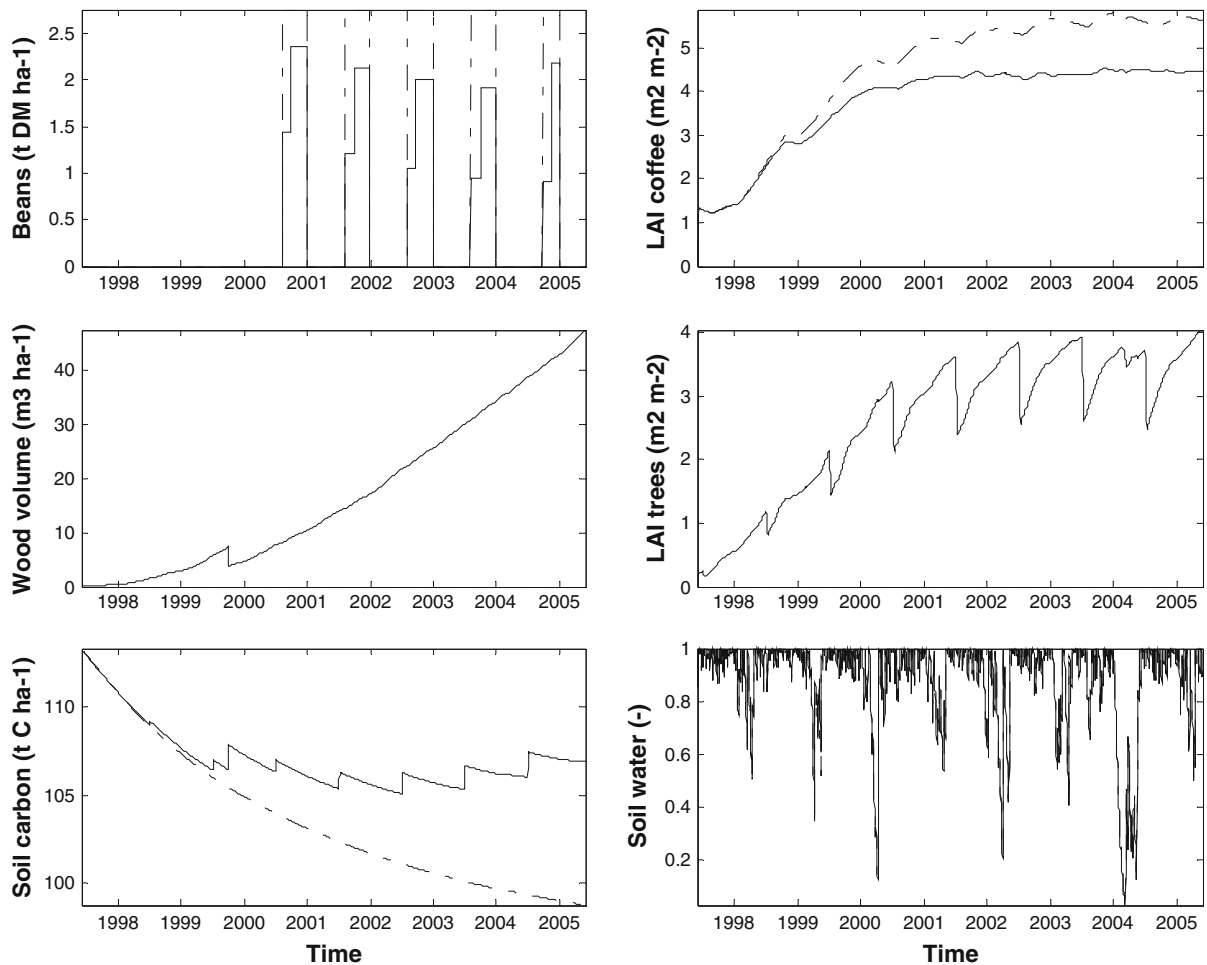 Beans (t DM ha-1)
2.5
2
1.5
1
0.5
0
1998 1999 2000 2001 2002 2003 2004 2005
LAI coffee (m2 m-2)
5
4
3
2
1
0
1998 1999 2000 2001 2002 2003 2004 2005
Wood volume (m3 ha-1)
40
30
20
10
0
1998 1999 2000 2001 2002 2003 2004 2005
LAI trees (m2 m-2)
4
3
2
1
0
1998 1999 2000 2001 2002 2003 2004 2005
Soil carbon (t C ha-1)
110
105
100
1998 1999 2000 2001 2002 2003 2004 2005
Time
Soil water (-)
1
0.8
0.6
0.4
0.2
1998 1999 2000 2001 2002 2003 2004 2005
Time